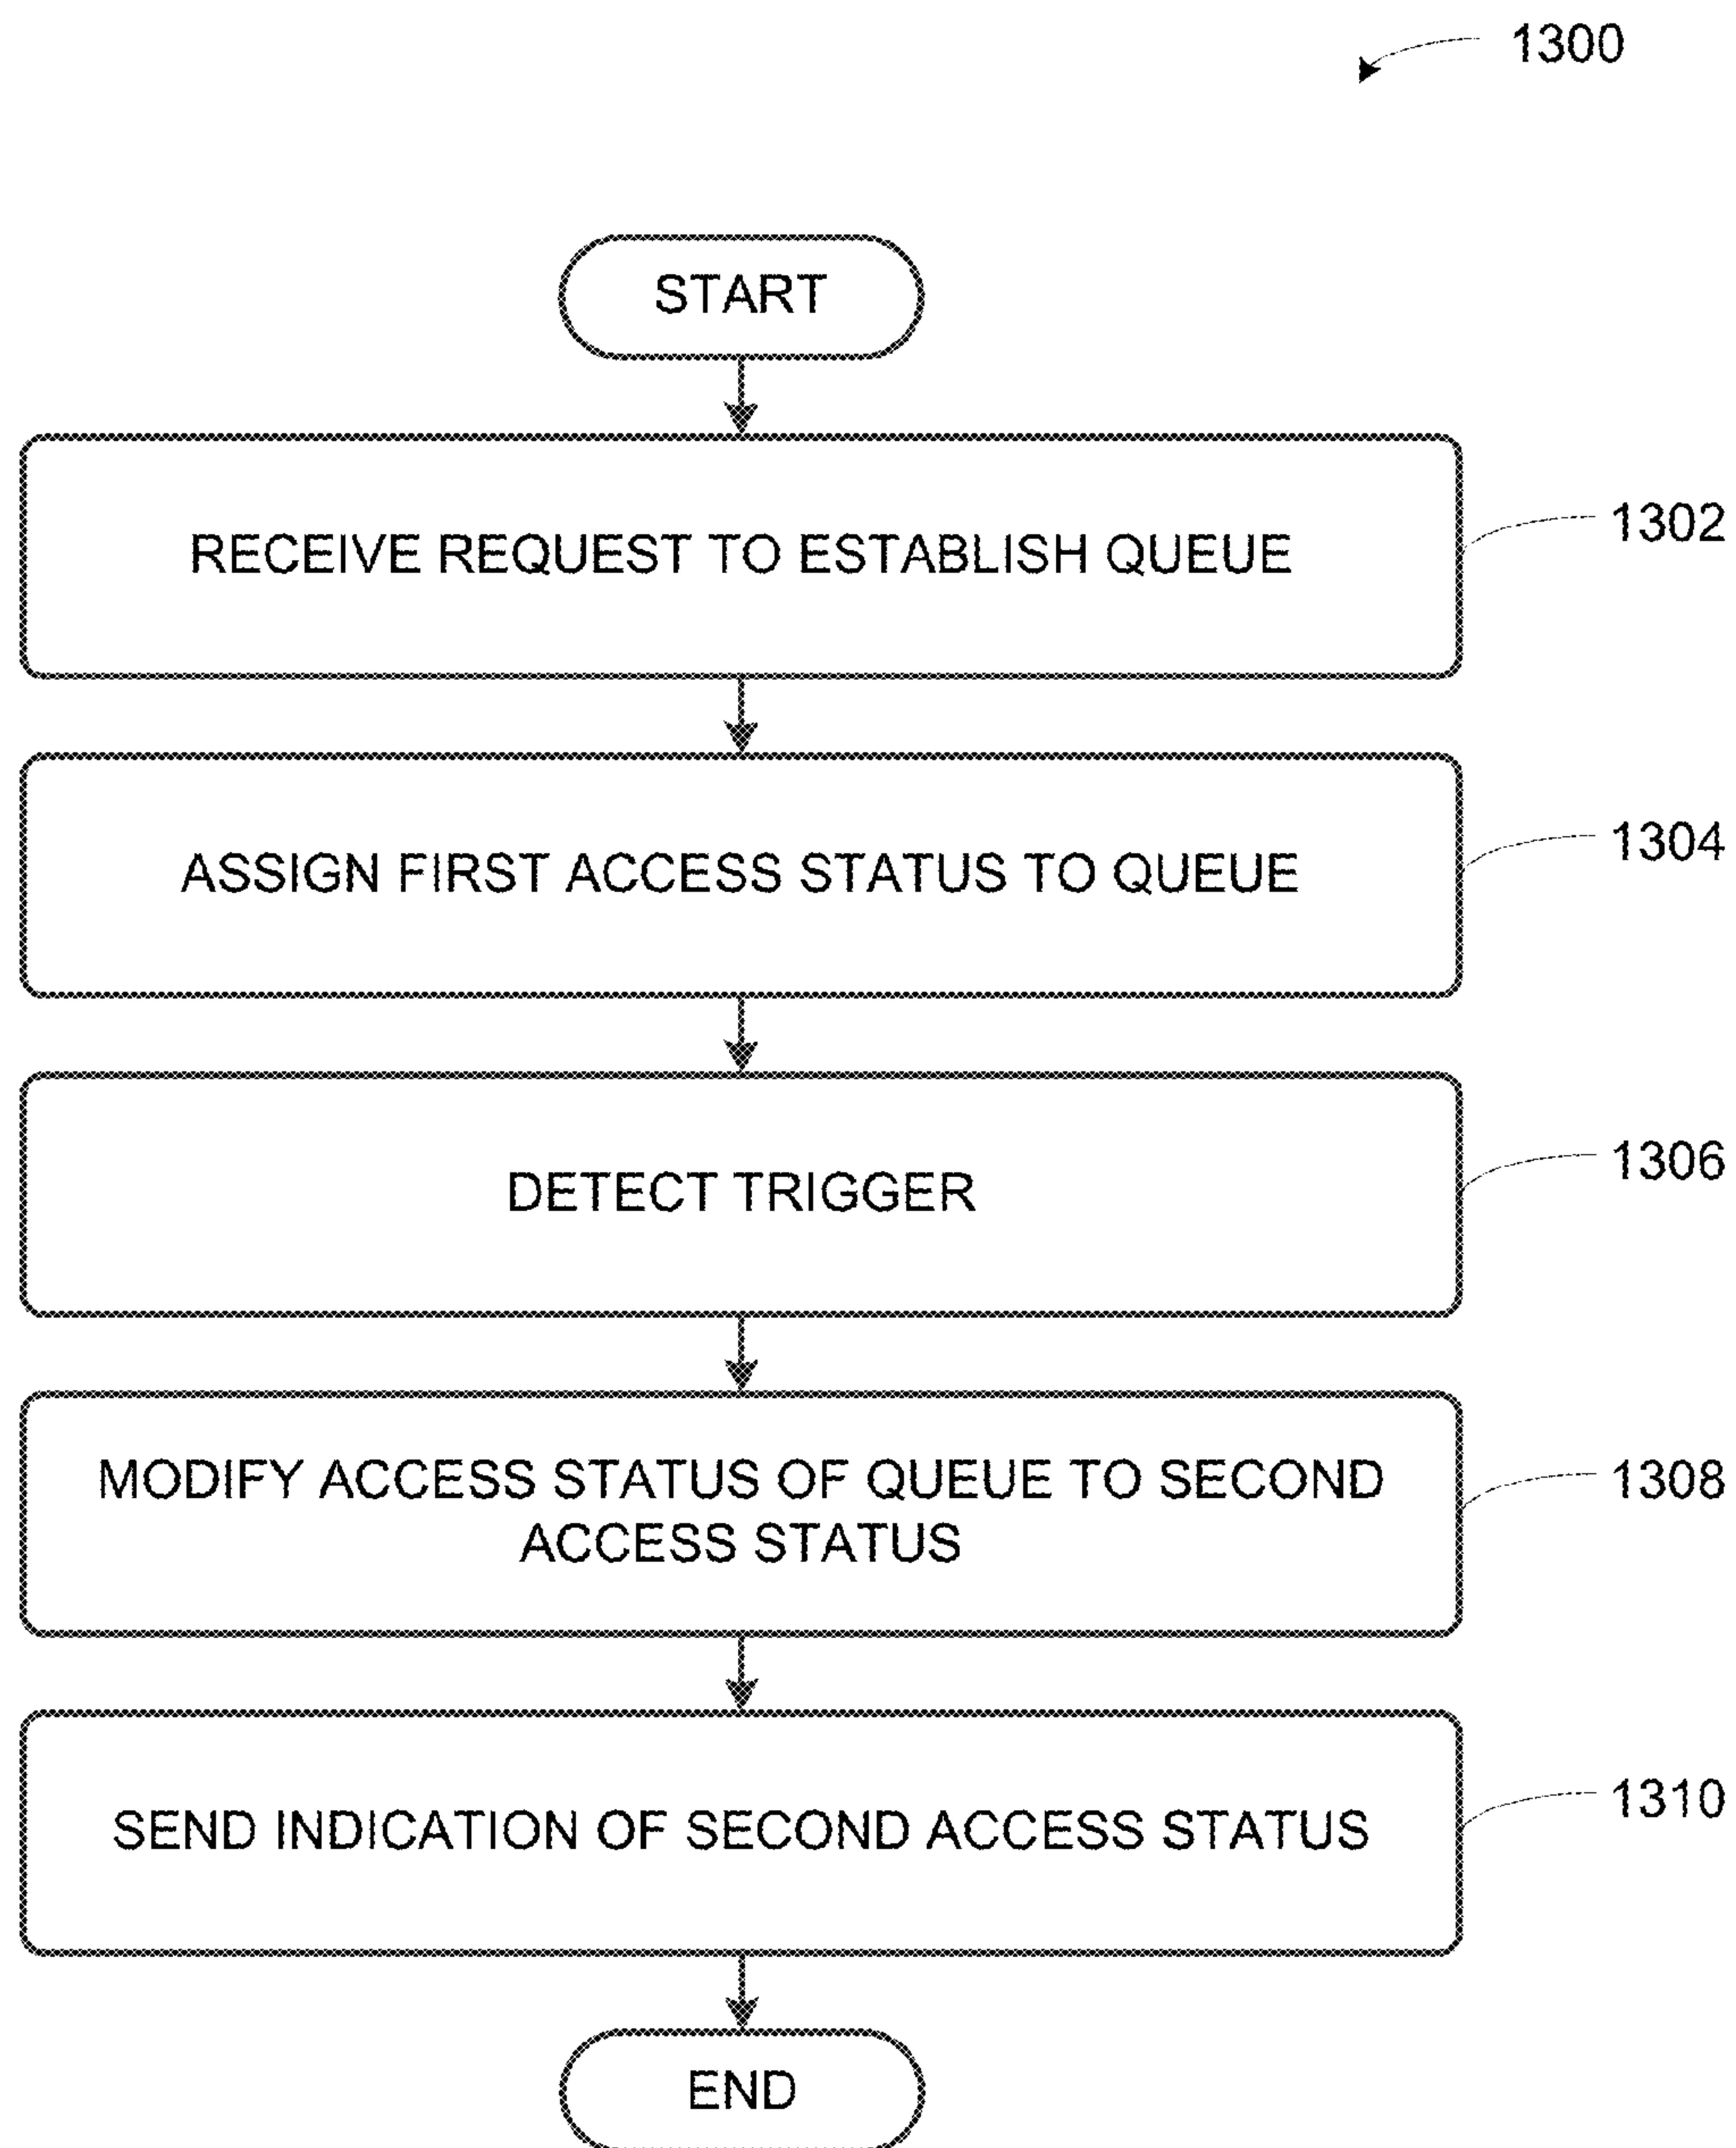 1300
START
RECEIVE REQUEST TO ESTABLISH QUEUE
1302
ASSIGN FIRST ACCESS STATUS TO QUEUE
1304
DETECT TRIGGER
1306
MODIFY ACCESS STATUS OF QUEUE TO SECOND
ACCESS STATUS
1308
SEND INDICATION OF SECOND ACCESS STATUS
1310
END